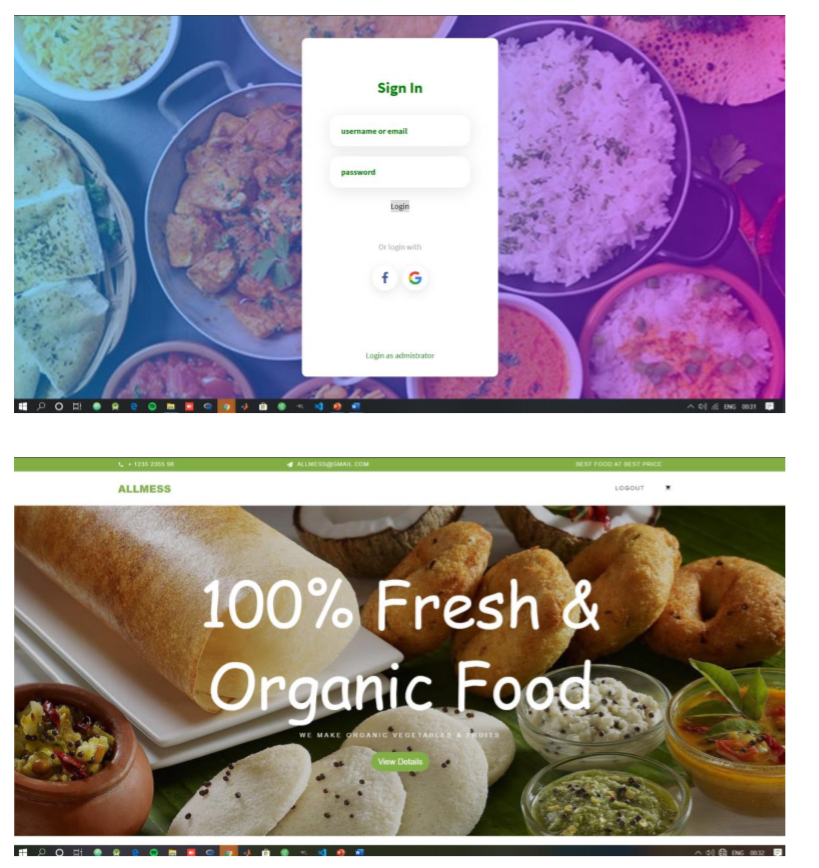 Sign In
username or email
password
Login
Or login with
f G
Login as admistrator
ENG 00:31
+ 1235 2355 98
ALLMESS@GMAIL.COM
BEST FOOD AT BEST PRICE
ALLMESS
LOGOUT
100% Fresh &
Organic Food
WE MAKE ORGANIC VEGETABLES & FRUITS
View Details
ENG 00:32